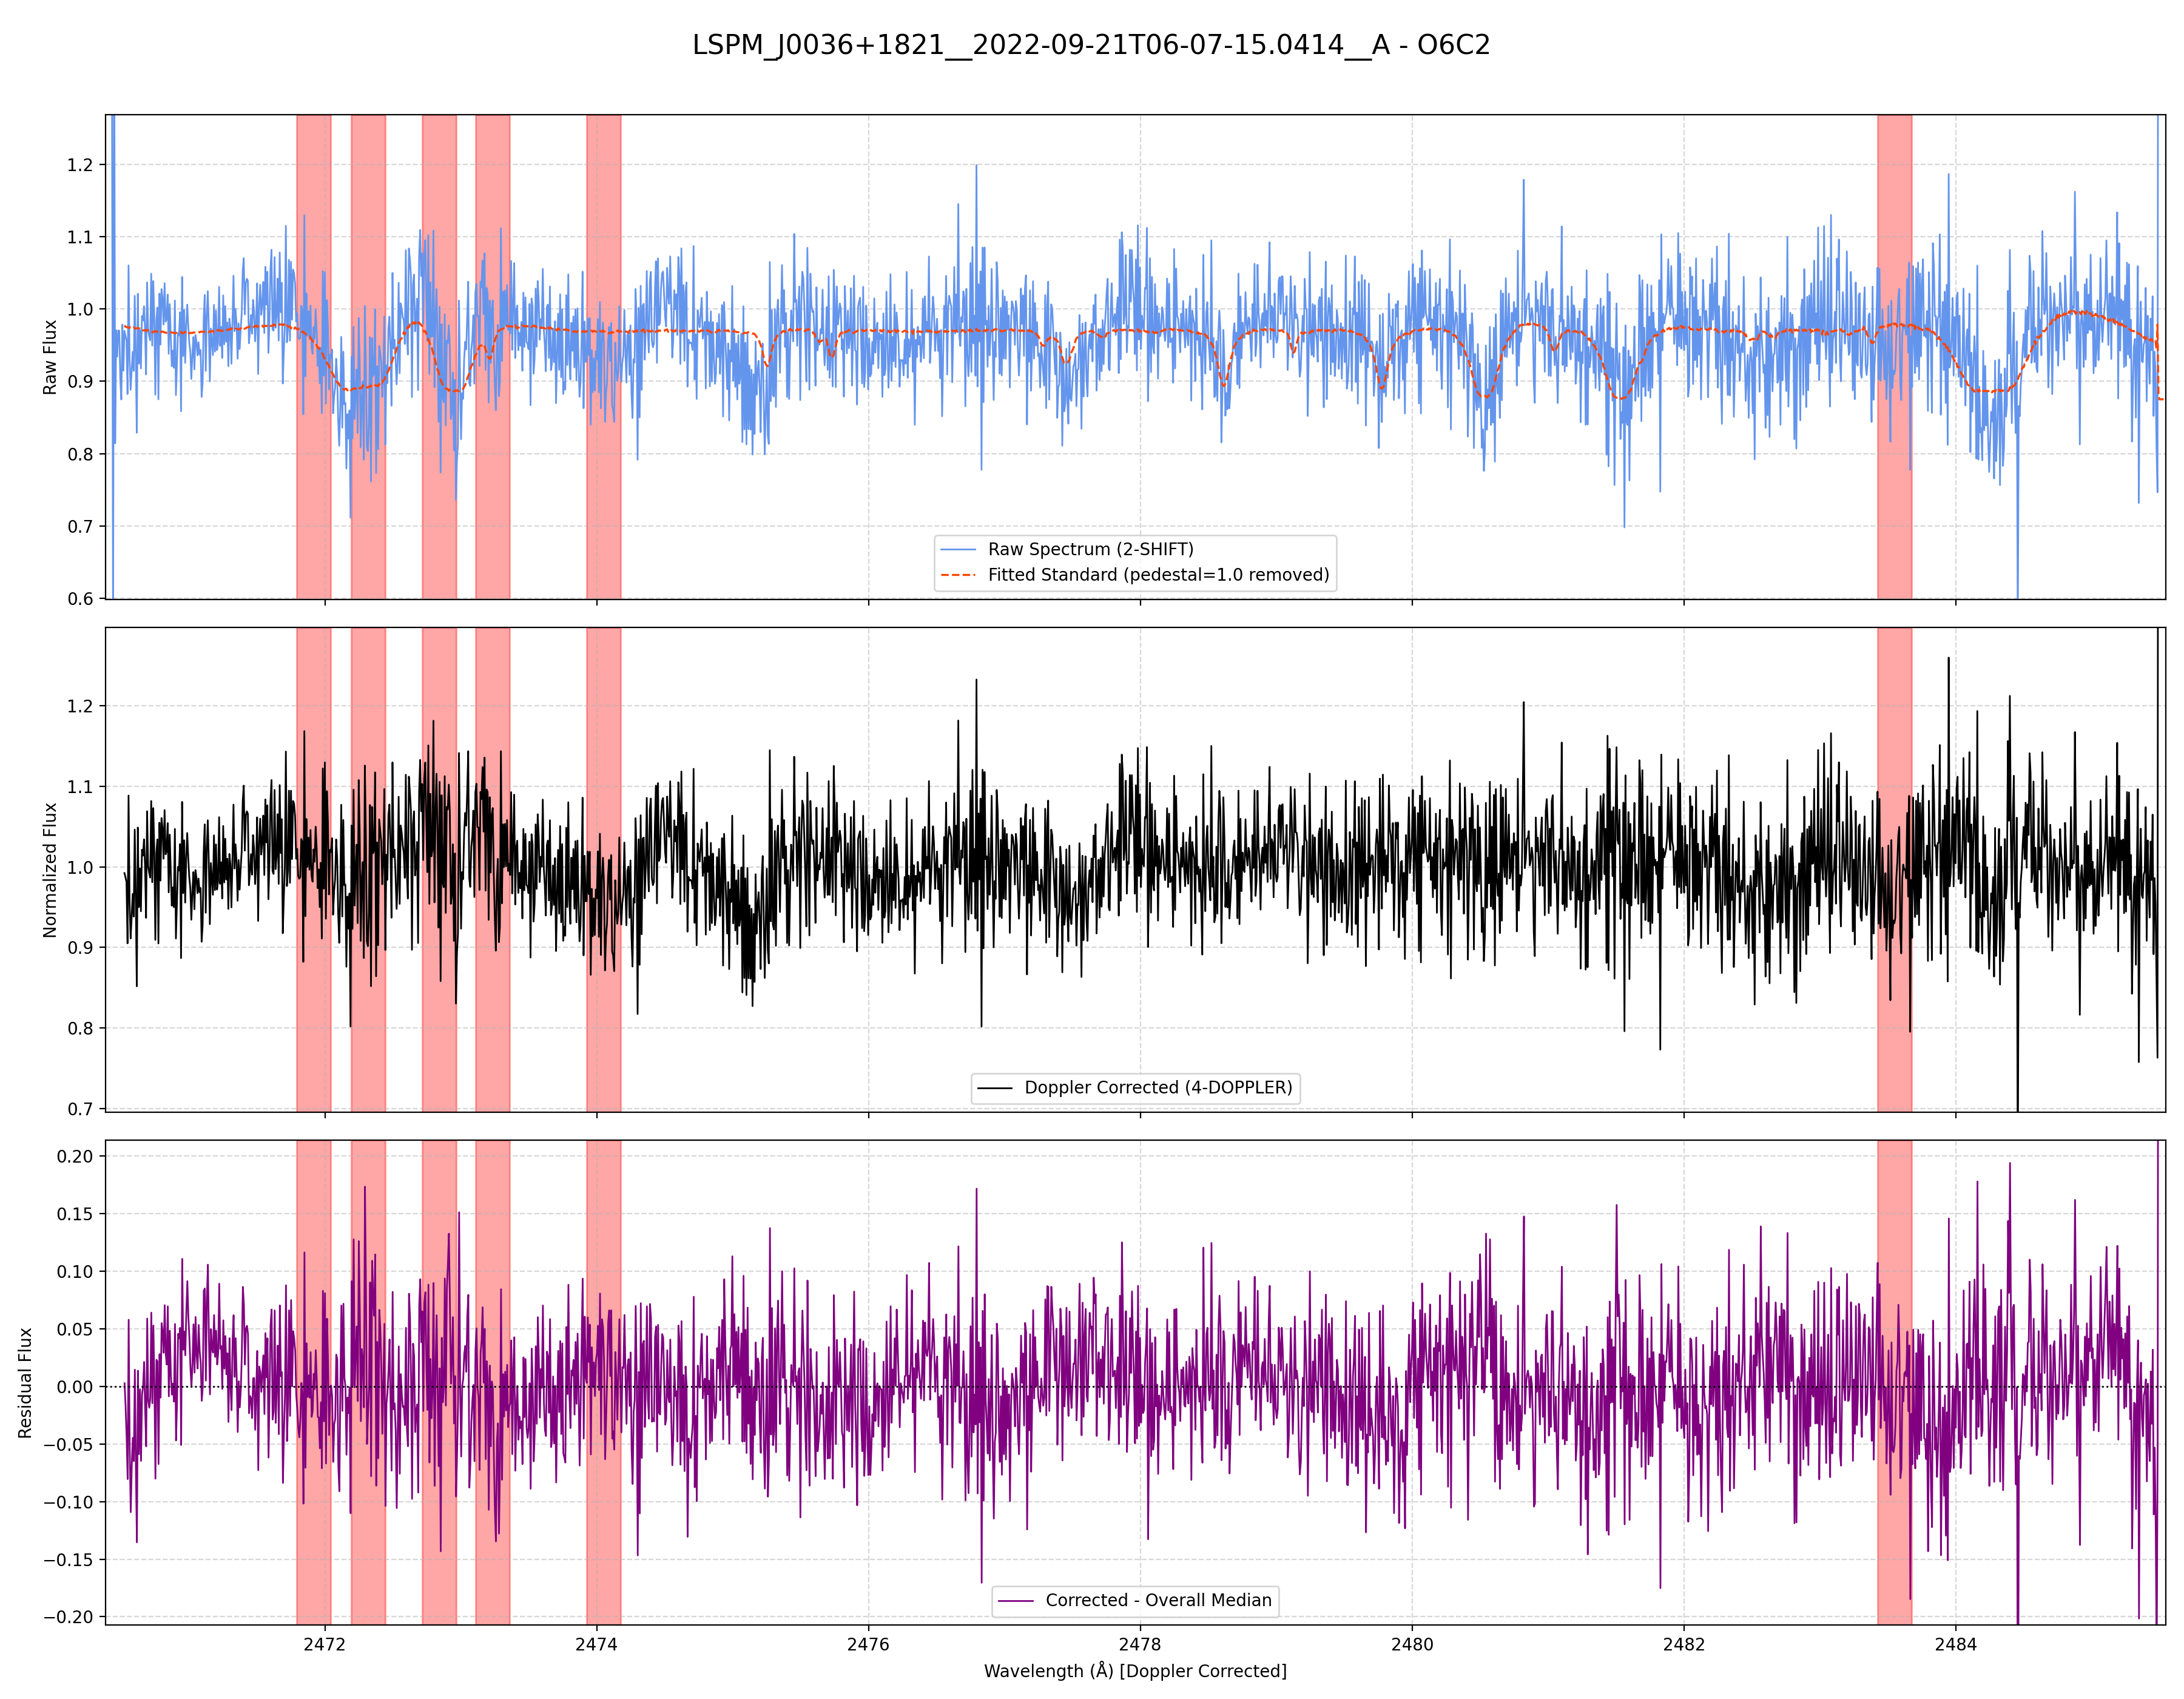 LSPM_J0036+1821__2022-09-21T06-07-15.0414__A - O6C2
1.2
1.1
1.0
0.9
0.8
0.7
0.6
Raw Flux
Raw Spectrum (2-SHIFT)
Fitted Standard (pedestal=1.0 removed)
1.2
1.1
1.0
0.9
0.8
0.7
Normalized Flux
Doppler Corrected (4-DOPPLER)
0.20
0.15
0.10
0.05
0.00
−0.05
−0.10
−0.15
−0.20
Residual Flux
Corrected - Overall Median
2472 2474 2476 2478 2480 2482 2484
Wavelength (Å) [Doppler Corrected]